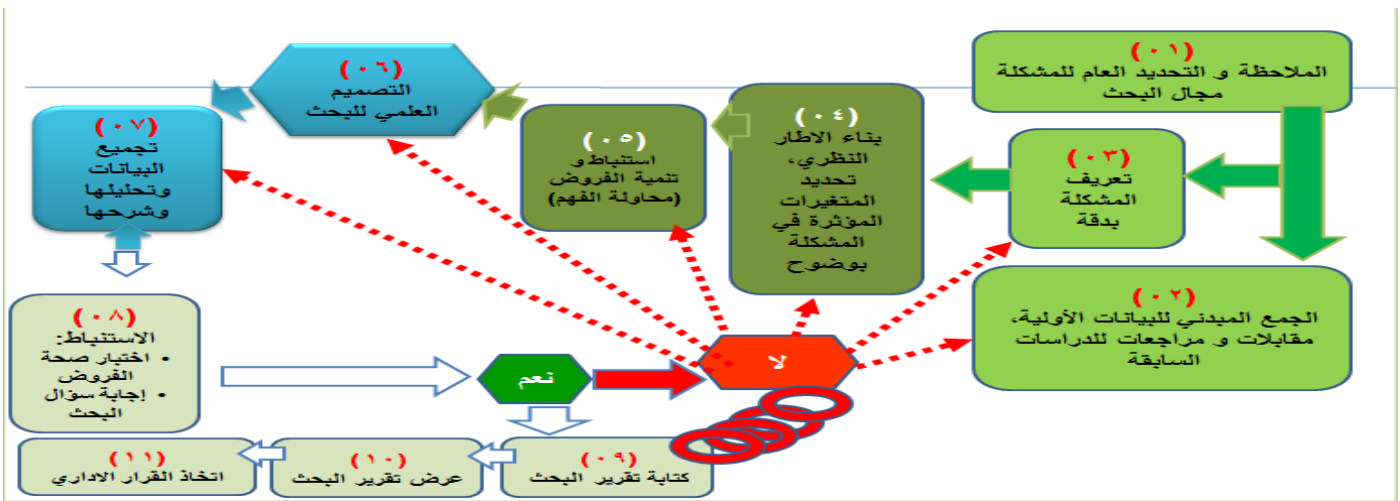 (٠١)
الملاحظة و التحديد العام للمشكلة
مجال البحث
(٠٢)
الجمع المبدئي للبيانات الأولية،
مقابلات و مراجعات للدراسات
السابقة
(٠٣)
تعريف
المشكلة
بدقة
(٠٤)
بناء الاطار
النظري،
تحديد
المتغيرات
المؤثرة في
المشكلة
بوضوح
(٠٥)
استنباط و
تنمية الفروض
(محاولة الفهم)
(٠٦)
التصميم
العلمي للبحث
(٠٧)
تجميع
البيانات
وتحليلها
وشرحها
(٠٨)
الاستنباط:
• اختبار صحة
الفروض
• إجابة سؤال
البحث
نعم
لا
(٠٩)
كتابة تقرير البحث
(١٠)
عرض تقرير البحث
(١١)
اتخاذ القرار الاداري